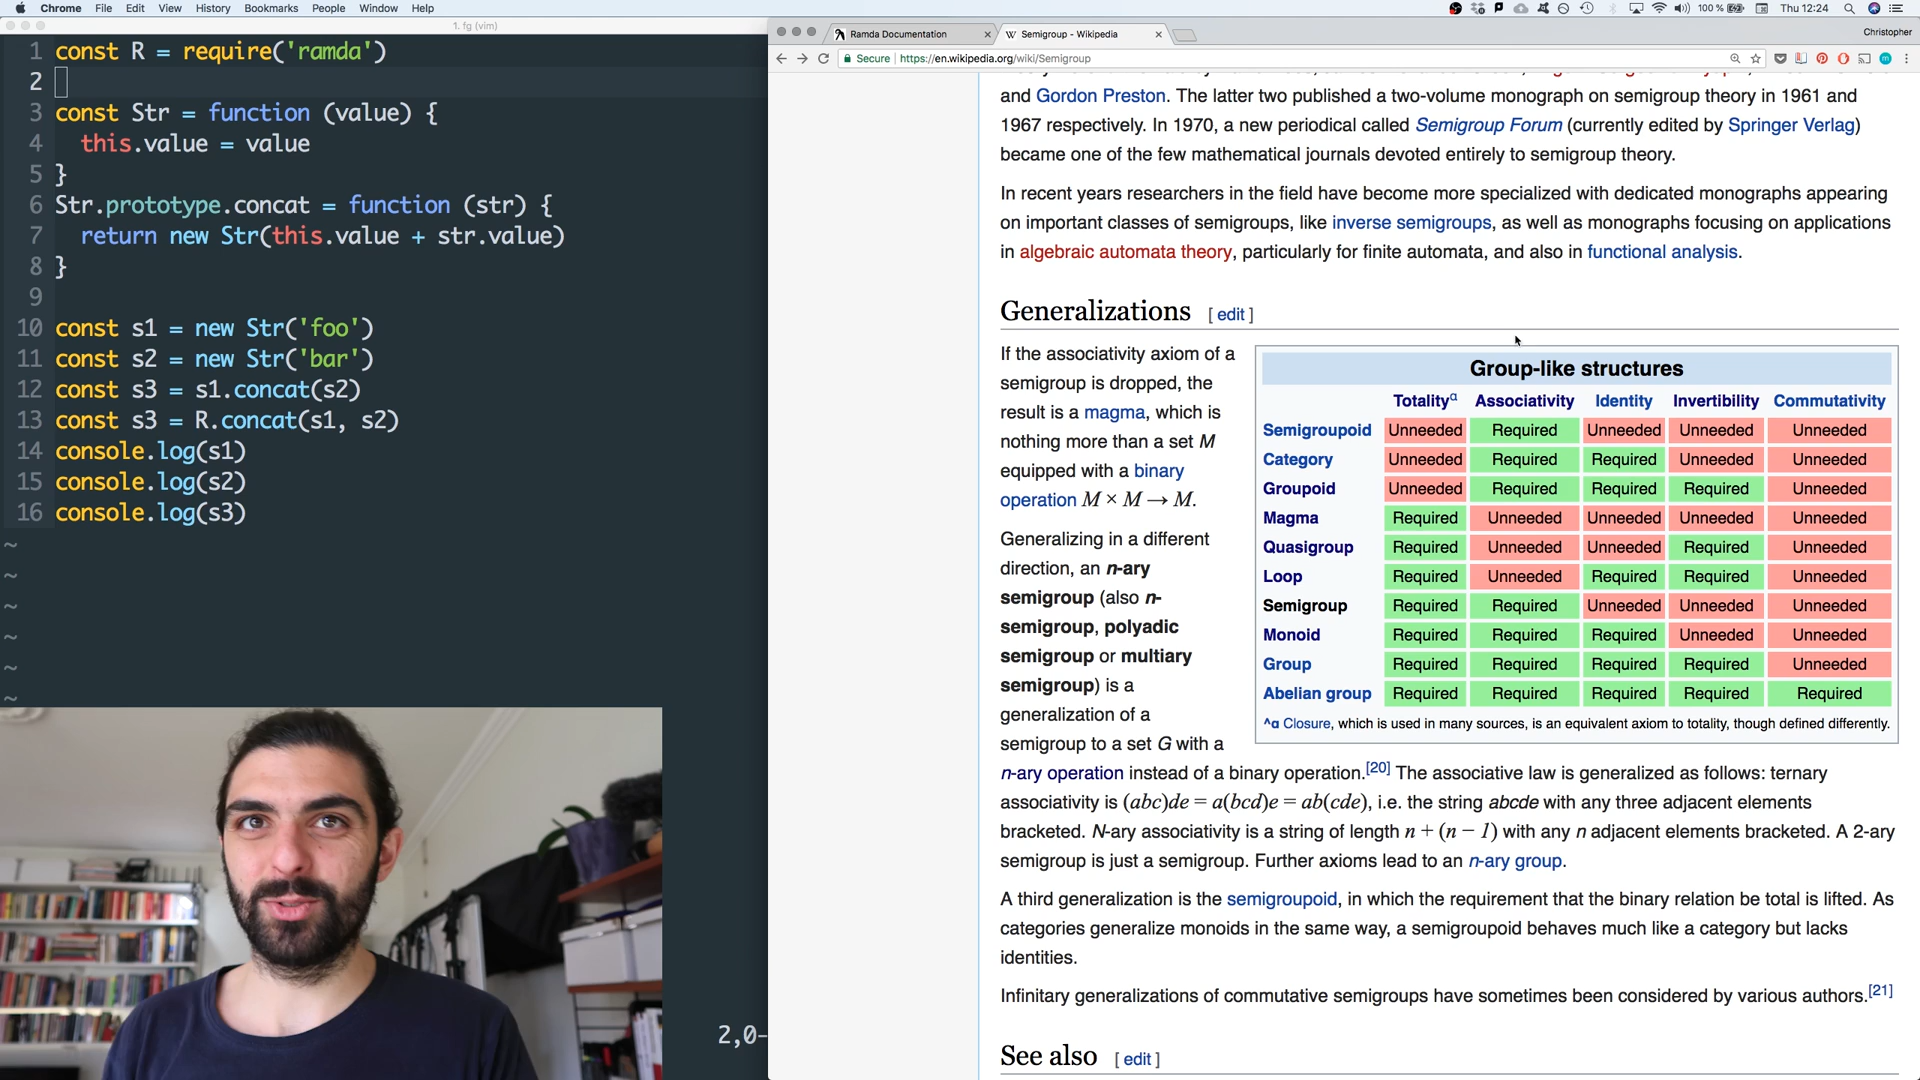 Chrome File Edit View History Bookmarks People Window Help
100 % Thu 12:24
1. fg (vim)
1 const R = require('ramda')
2
3 const Str = function (value) {
4 this.value = value
5 }
6 Str.prototype.concat = function (str) {
7 return new Str(this.value + str.value)
8 }
9
10 const s1 = new Str('foo')
11 const s2 = new Str('bar')
12 const s3 = s1.concat(s2)
13 const s3 = R.concat(s1, s2)
14 console.log(s1)
15 console.log(s2)
16 console.log(s3)
~
~
~
~
~
~
2,0-
Ramda Documentation
Semigroup - Wikipedia
Christopher
Secure https://en.wikipedia.org/wiki/Semigroup
and Gordon Preston. The latter two published a two-volume monograph on semigroup theory in 1961 and
1967 respectively. In 1970, a new periodical called Semigroup Forum (currently edited by Springer Verlag)
became one of the few mathematical journals devoted entirely to semigroup theory.
In recent years researchers in the field have become more specialized with dedicated monographs appearing
on important classes of semigroups, like inverse semigroups, as well as monographs focusing on applications
in algebraic automata theory, particularly for finite automata, and also in functional analysis.
Generalizations [ edit ]
If the associativity axiom of a
semigroup is dropped, the
result is a magma, which is
nothing more than a set M
equipped with a binary
operation M × M → M.
Generalizing in a different
direction, an n-ary
semigroup (also n-
semigroup, polyadic
semigroup or multiary
semigroup) is a
generalization of a
semigroup to a set G with a
n-ary operation instead of a binary operation.[20] The associative law is generalized as follows: ternary
associativity is (abc)de = a(bcd)e = ab(cde), i.e. the string abcde with any three adjacent elements
bracketed. N-ary associativity is a string of length n + (n − 1) with any n adjacent elements bracketed. A 2-ary
semigroup is just a semigroup. Further axioms lead to an n-ary group.
Group-like structures
Totalityα Associativity Identity Invertibility Commutativity
Semigroupoid Unneeded Required Unneeded Unneeded Unneeded
Category Unneeded Required Required Unneeded Unneeded
Groupoid Unneeded Required Required Required Unneeded
Magma Required Unneeded Unneeded Unneeded Unneeded
Quasigroup Required Unneeded Unneeded Required Unneeded
Loop Required Unneeded Required Required Unneeded
Semigroup Required Required Unneeded Unneeded Unneeded
Monoid Required Required Required Unneeded Unneeded
Group Required Required Required Required Unneeded
Abelian group Required Required Required Required Required
^α Closure, which is used in many sources, is an equivalent axiom to totality, though defined differently.
A third generalization is the semigroupoid, in which the requirement that the binary relation be total is lifted. As
categories generalize monoids in the same way, a semigroupoid behaves much like a category but lacks
identities.
Infinitary generalizations of commutative semigroups have sometimes been considered by various authors.[21]
See also [ edit ]